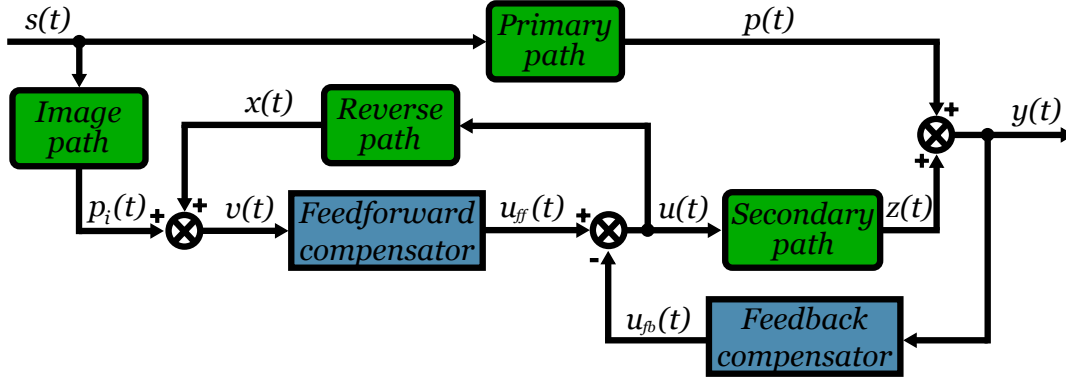 s(t)
Primary
path
p(t)
Image
path
x(t)
Reverse
path
+
+
y(t)
p_i(t)
+
+
v(t)
Feedforward
compensator
u_ff(t)
+
-
u(t)
Secondary
path
z(t)
u_fb(t)
Feedback
compensator